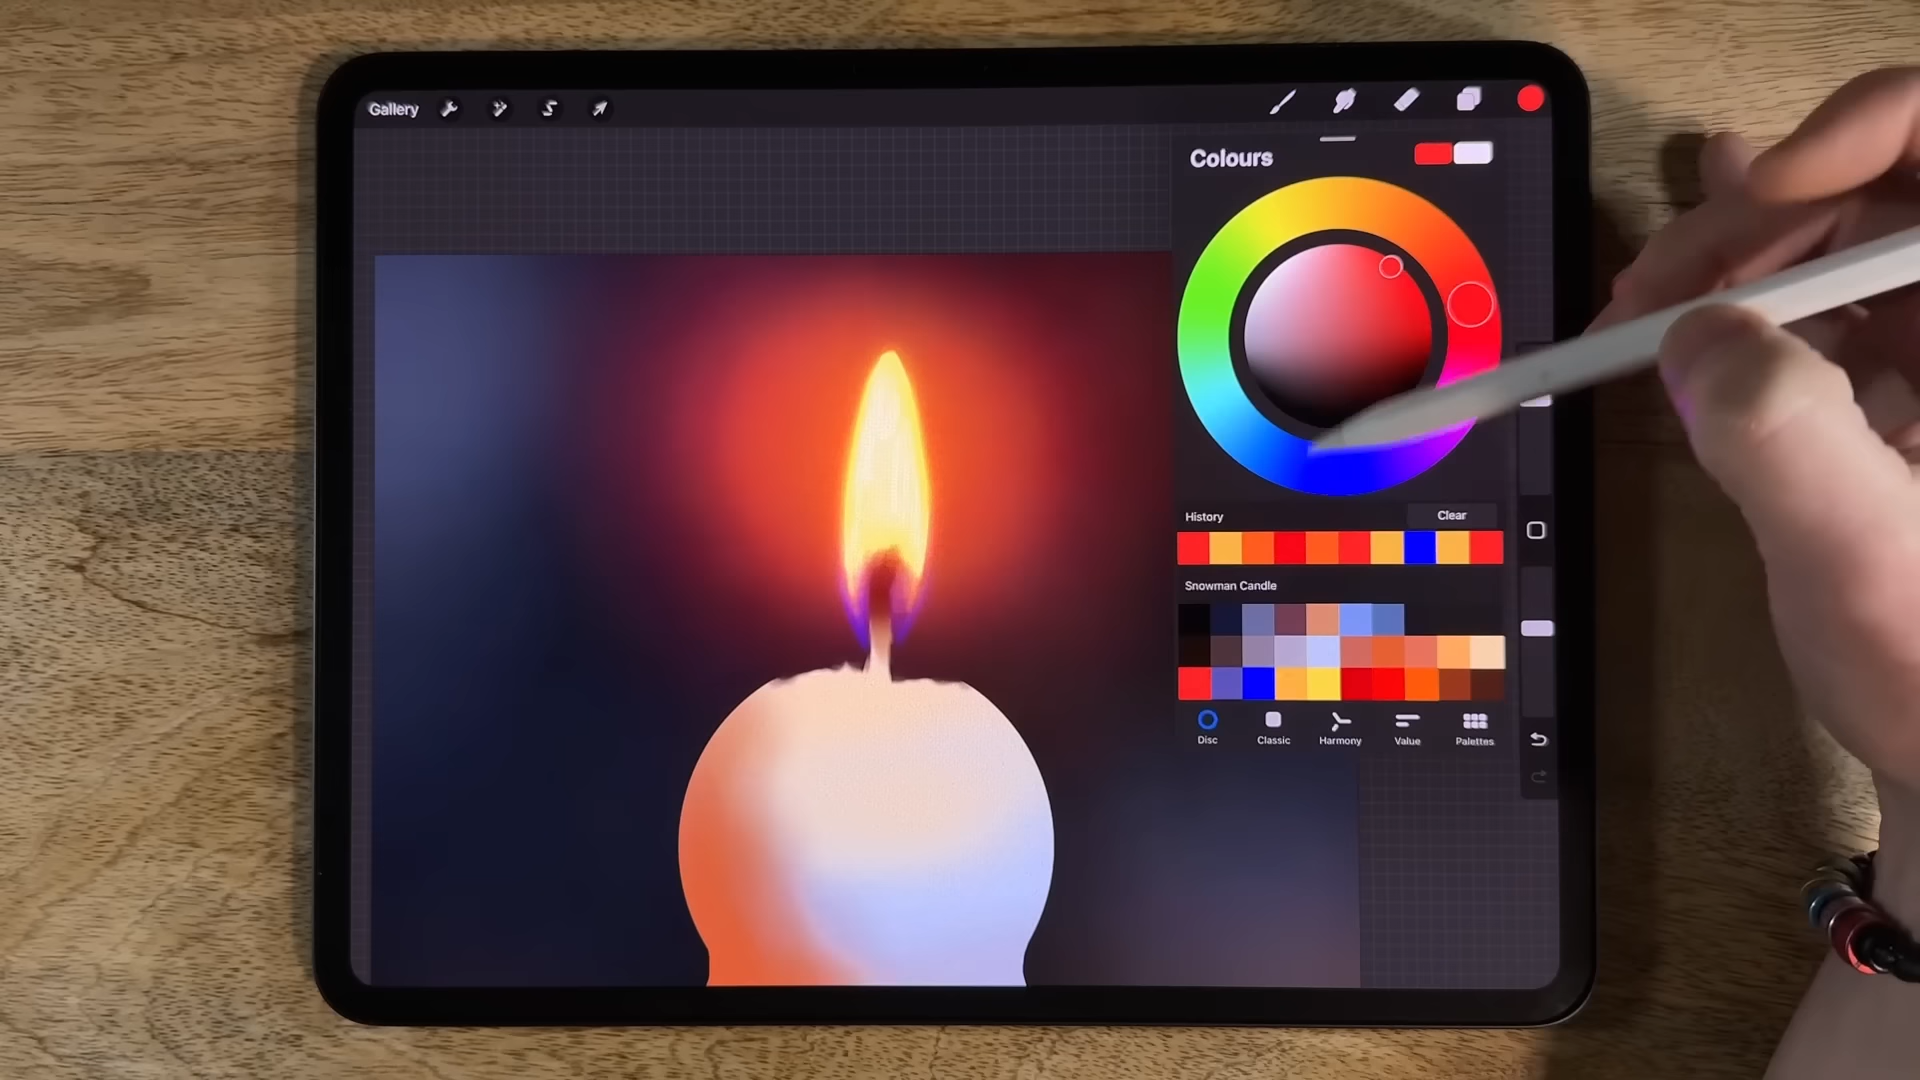 Gallery
Colours
History
Clear
Snowman Candle
Disc
Classic
Harmony
Value
Palettes